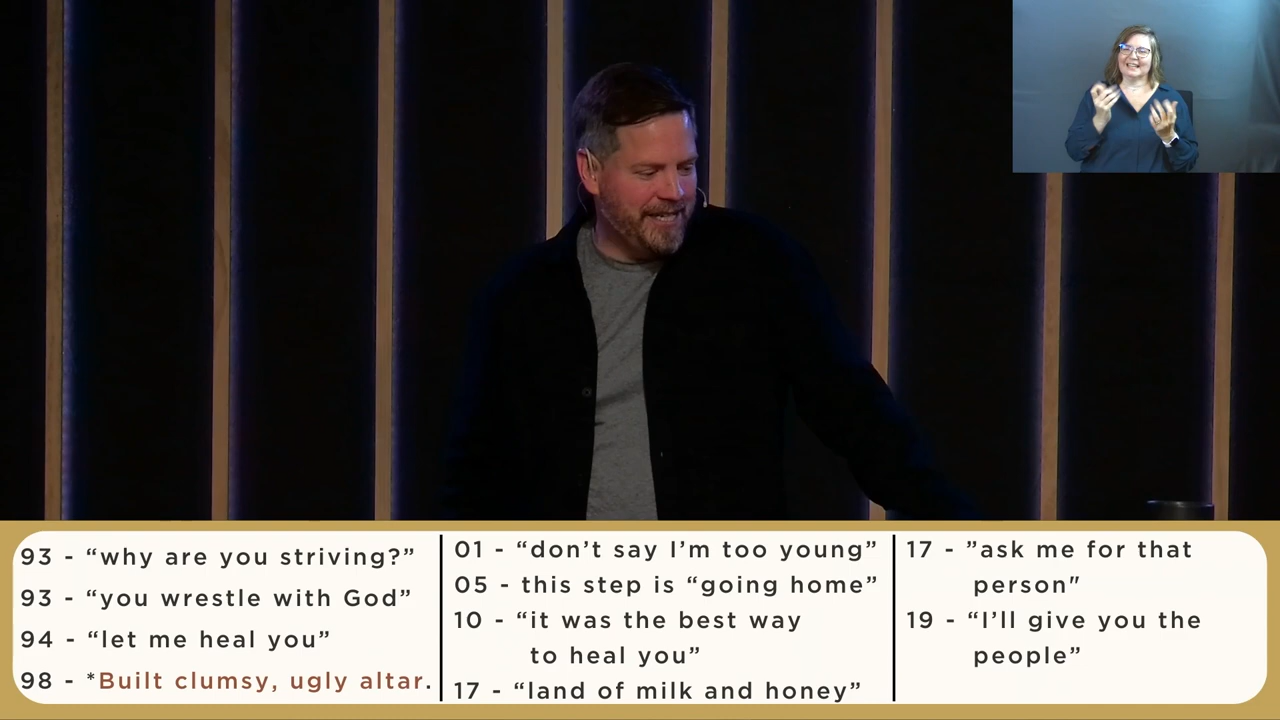 93 - “why are you striving?”
93 - “you wrestle with God”
94 - “let me heal you”
98 - *Built clumsy, ugly altar.
01 - “don’t say I’m too young”
05 - this step is “going home”
10 - “it was the best way
to heal you”
17 - “land of milk and honey”
17 - ”ask me for that
person"
19 - “I’ll give you the
people”